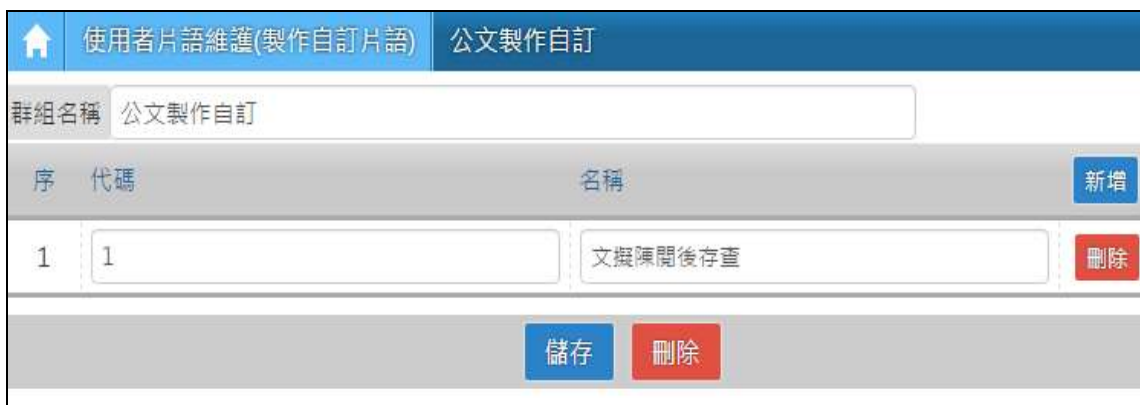 使用者片語維護(製作自訂片語) 公文製作自訂
群組名稱 公文製作自訂
序 代碼 名稱 新增
1 1 文擬陳閱後存查 刪除
儲存 刪除